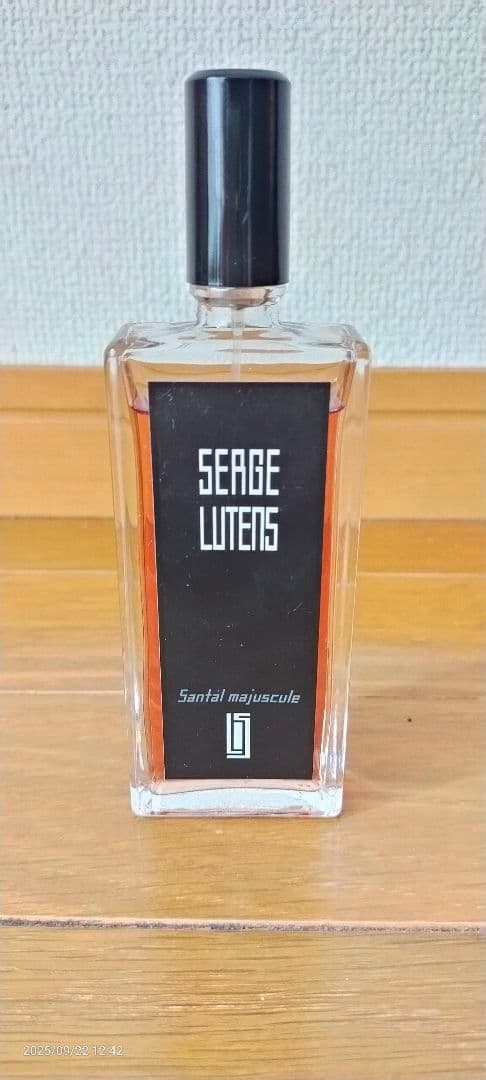 SERGE
LUTENS
Santal majuscule
2025/09/22 12:42